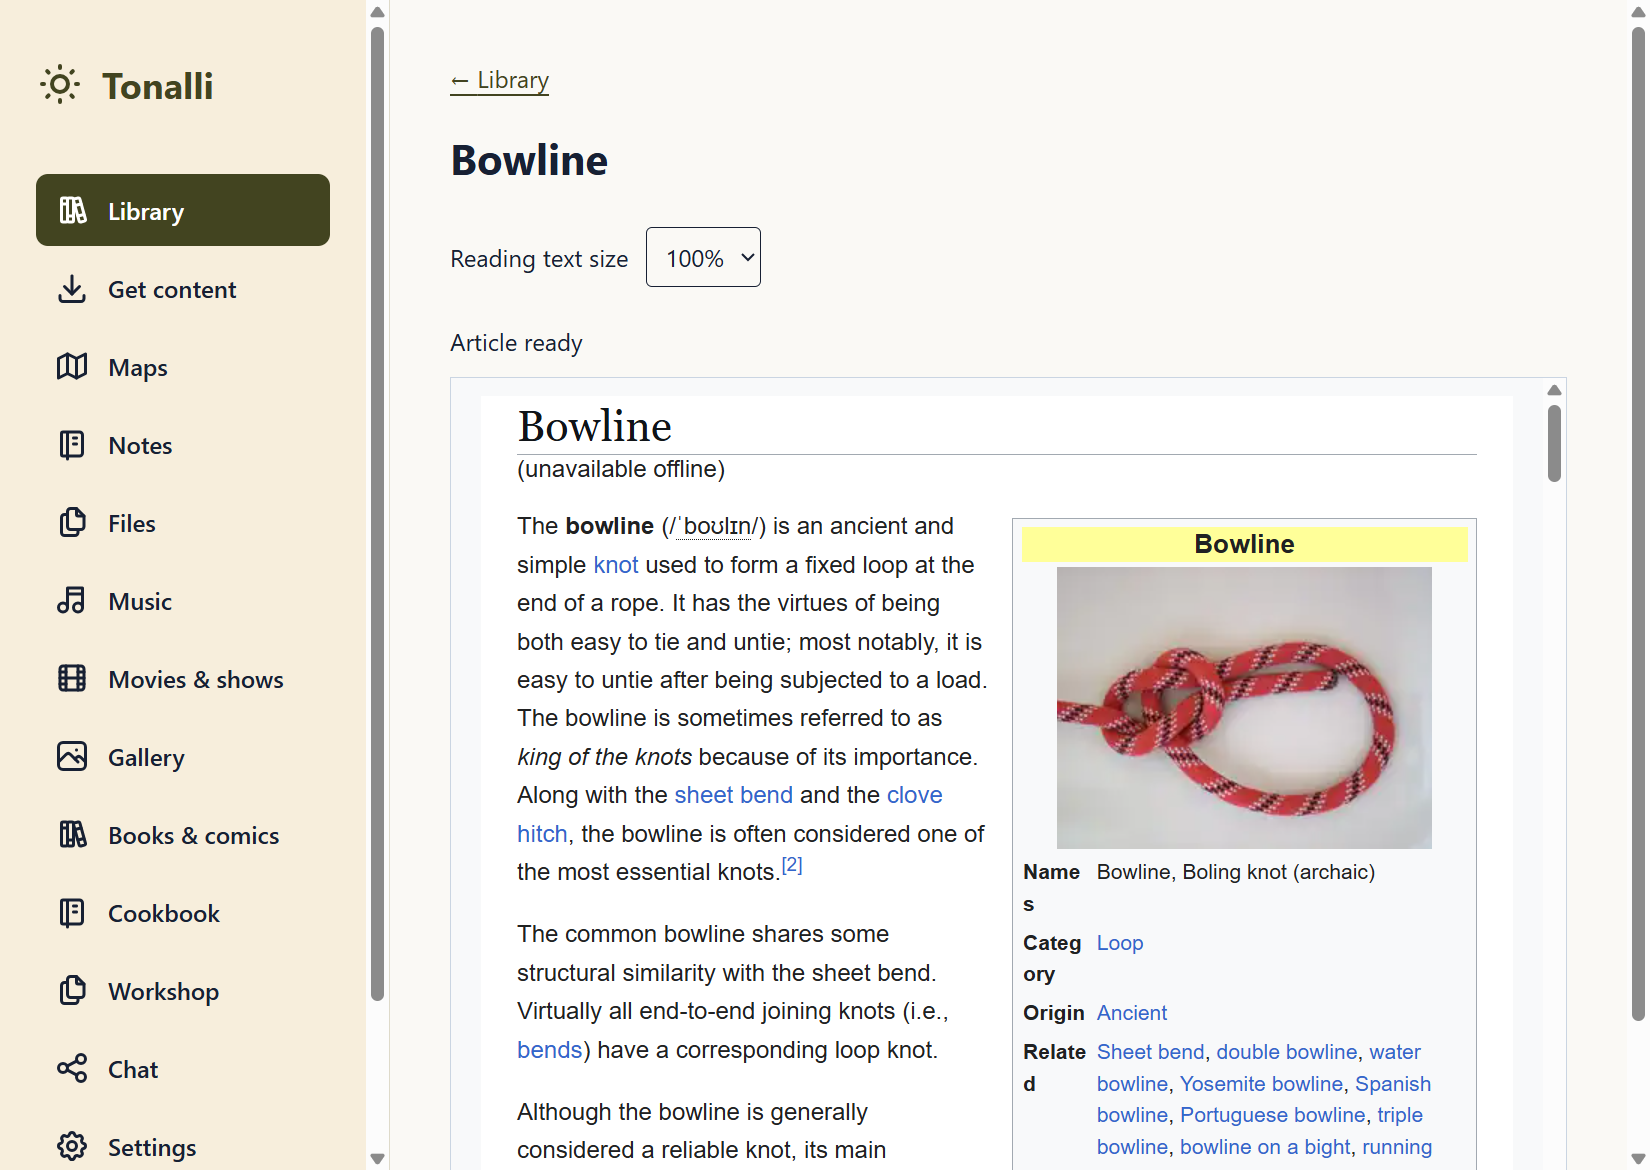 Tonalli
Library
Get content
Maps
Notes
Files
Music
Movies & shows
Gallery
Books & comics
Cookbook
Workshop
Chat
Settings
← Library
Bowline
Reading text size
100%
Article ready
Bowline
(unavailable offline)
The bowline (/ˈboʊlɪn/) is an ancient and
simple knot used to form a fixed loop at the
end of a rope. It has the virtues of being
both easy to tie and untie; most notably, it is
easy to untie after being subjected to a load.
The bowline is sometimes referred to as
king of the knots because of its importance.
Along with the sheet bend and the clove
hitch, the bowline is often considered one of
the most essential knots.[2]
The common bowline shares some
structural similarity with the sheet bend.
Virtually all end-to-end joining knots (i.e.,
bends) have a corresponding loop knot.
Although the bowline is generally
considered a reliable knot, its main
Bowline
Names Bowline, Boling knot (archaic)
Category Loop
Origin Ancient
Related Sheet bend, double bowline, water
bowline, Yosemite bowline, Spanish
bowline, Portuguese bowline, triple
bowline, bowline on a bight, running